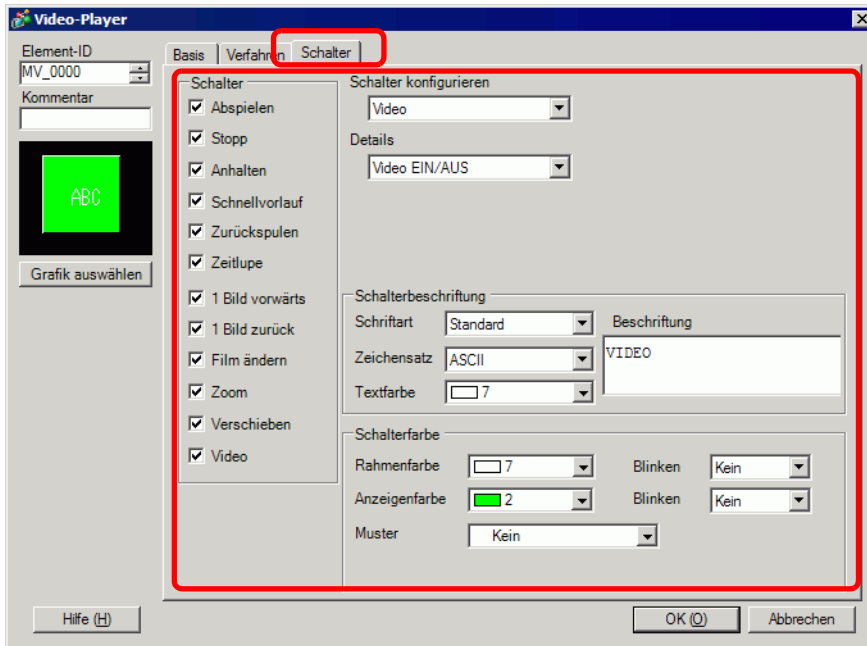 Video-Player
Element-ID
MV_0000
Kommentar
ABC
Grafik auswählen
Basis
Verfahren
Schalter
Schalter
Abspielen
Stopp
Anhalten
Schnellvorlauf
Zurückspulen
Zeitlupe
1 Bild vorwärts
1 Bild zurück
Film ändern
Zoom
Verschieben
Video
Schalter konfigurieren
Video
Details
Video EIN/AUS
Schalterbeschriftung
Schriftart Standard
Zeichensatz ASCII
Textfarbe 7
Beschriftung
VIDEO
Schalterfarbe
Rahmenfarbe 7 Blinken Kein
Anzeigenfarbe 2 Blinken Kein
Muster Kein
Hilfe (H)
OK (O)
Abbrechen